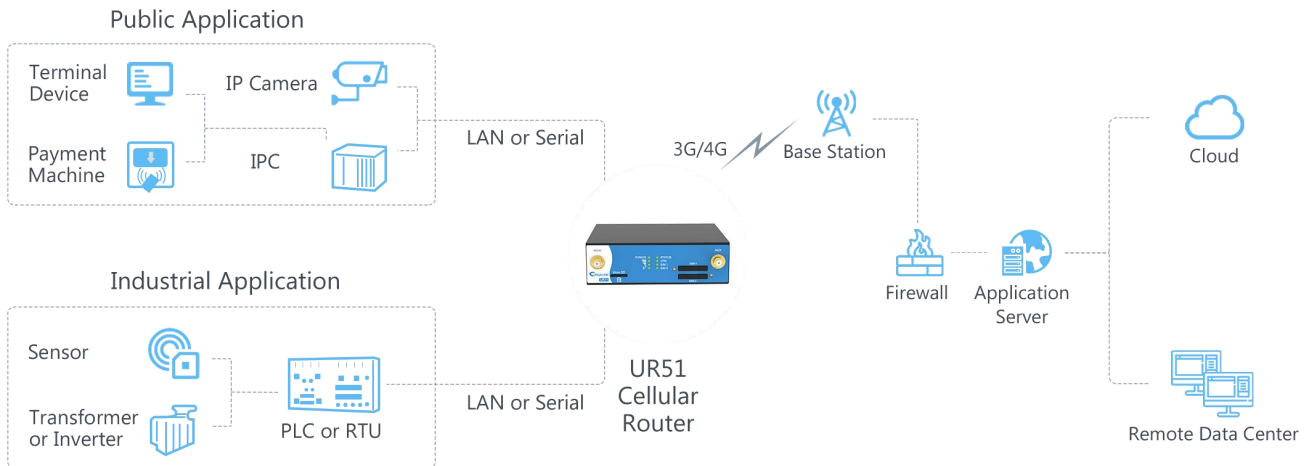 Public Application
Terminal
Device
IP Camera
Payment
Machine
IPC
LAN or Serial
3G/4G
Base Station
Cloud
Firewall
Application
Server
Industrial Application
Sensor
Transformer
or Inverter
PLC or RTU
LAN or Serial
UR51
Cellular
Router
Remote Data Center